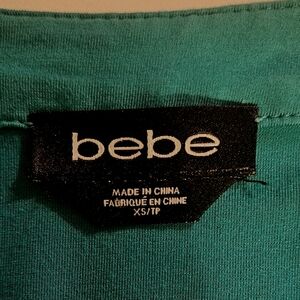 bebe
MADE IN CHINA
FABRIQUÉ EN CHINE
XS/TP